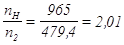 n_H / n_2 = 965 / 479,4 = 2,01